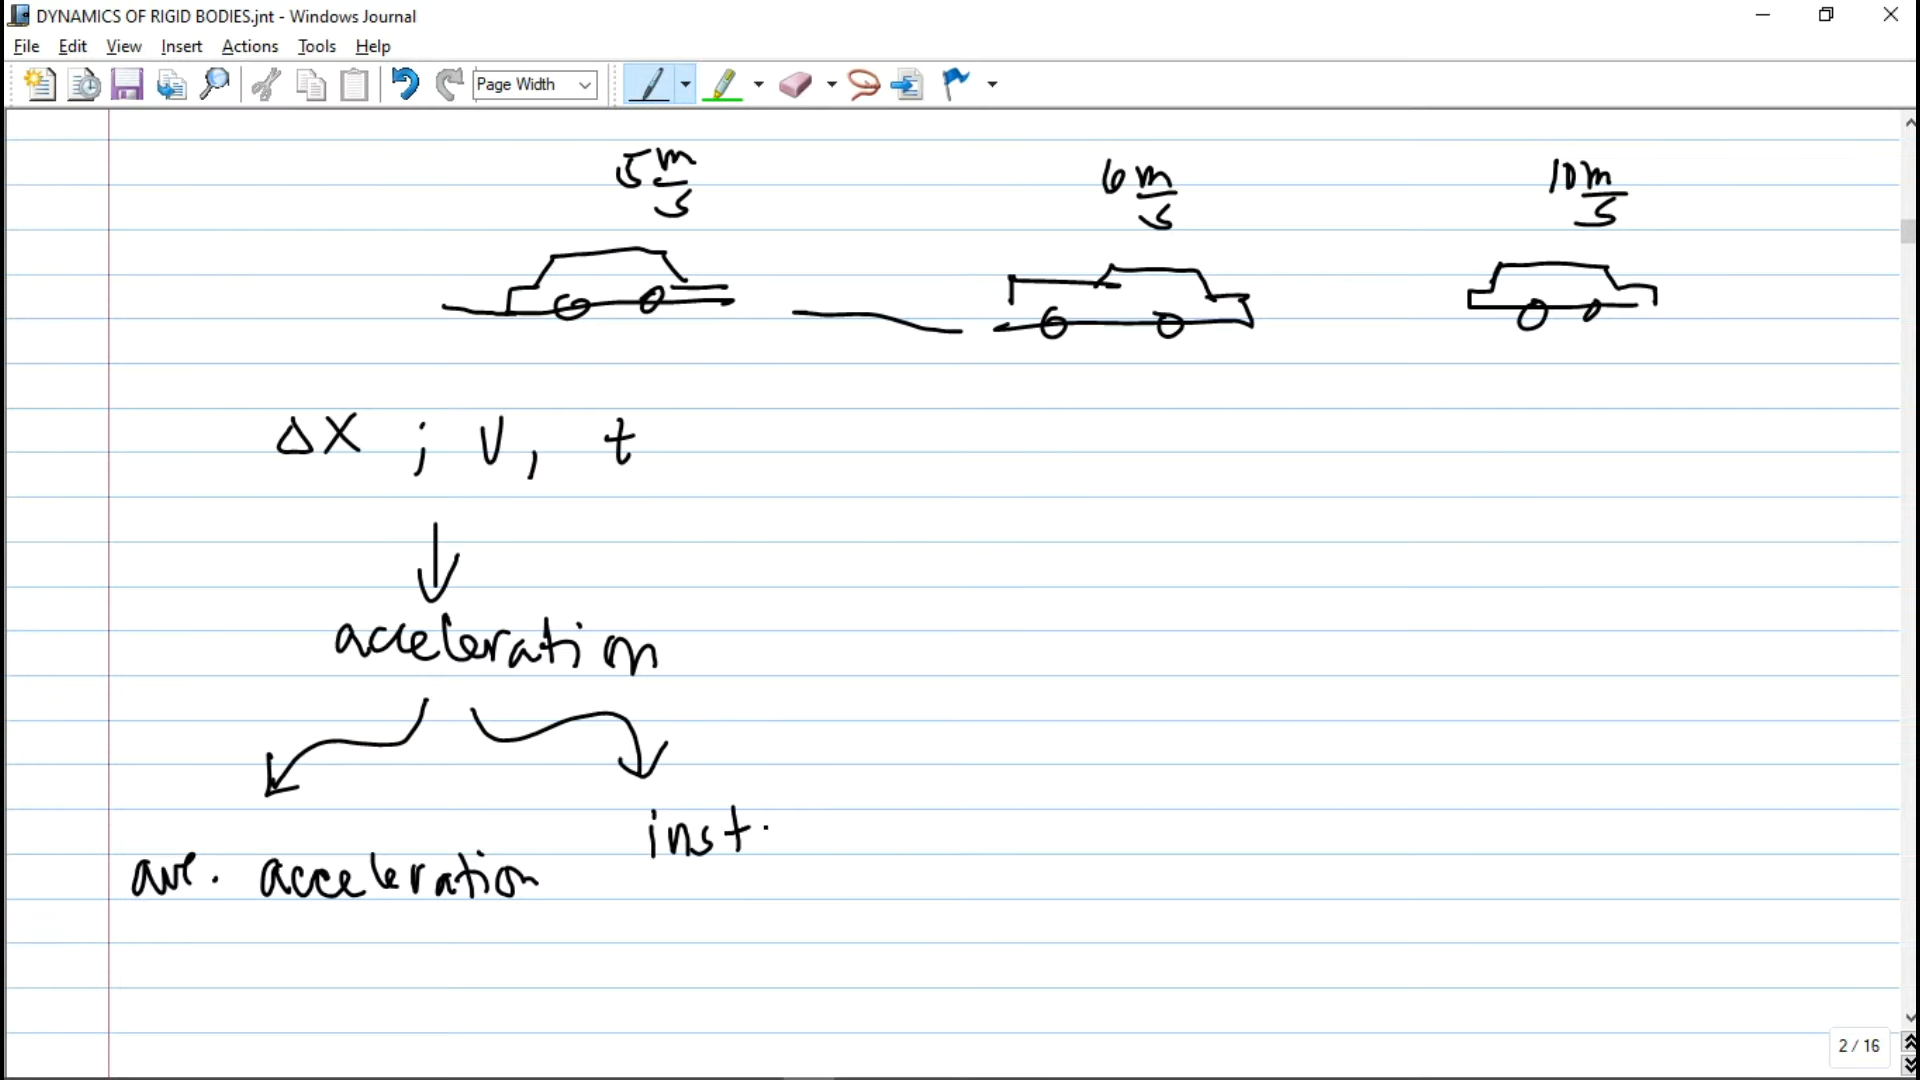 DYNAMICS OF RIGID BODIES.jnt - Windows Journal
File Edit View Insert Actions Tools Help
Page Width
5 m/s 6 m/s 10 m/s
ΔX ; V, t
acceleration
inst.
ave. acceleration
2 / 16